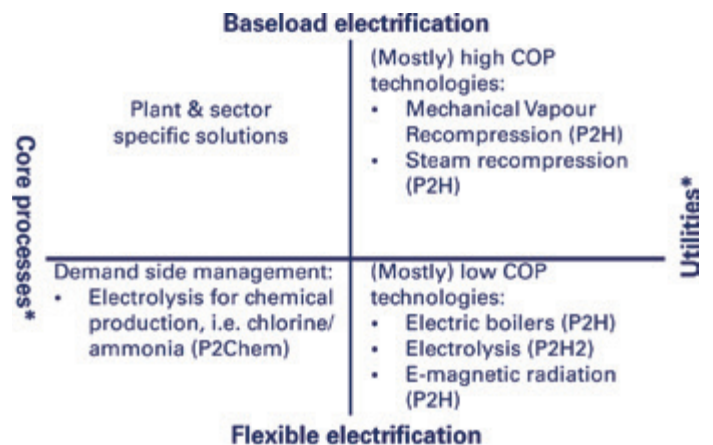 Baseload electrification
Core processes*
Plant & sector
specific solutions
(Mostly) high COP
technologies:
• Mechanical Vapour
Recompression (P2H)
• Steam recompression
(P2H)
Utilities*
Demand side management:
• Electrolysis for chemical
production, i.e. chlorine/
ammonia (P2Chem)
(Mostly) low COP
technologies:
• Electric boilers (P2H)
• Electrolysis (P2H2)
• E-magnetic radiation
(P2H)
Flexible electrification